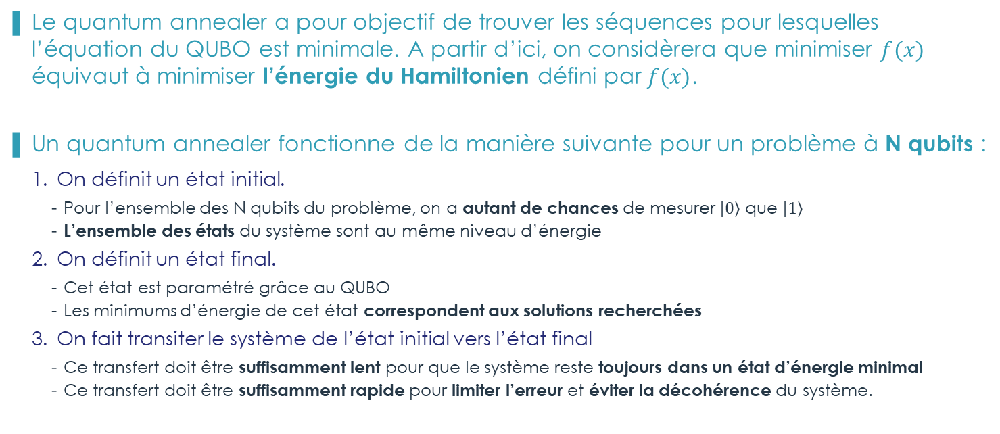 Le quantum annealer a pour objectif de trouver les séquences pour lesquelles
l'équation du QUBO est minimale. A partir d'ici, on considèrera que minimiser f(x)
équivaut à minimiser l'énergie du Hamiltonien défini par f(x).
Un quantum annealer fonctionne de la manière suivante pour un problème à N qubits :
1. On définit un état initial.
- Pour l'ensemble des N qubits du problème, on a autant de chances de mesurer |0⟩ que |1⟩
- L'ensemble des états du système sont au même niveau d'énergie
2. On définit un état final.
- Cet état est paramétré grâce au QUBO
- Les minimums d'énergie de cet état correspondent aux solutions recherchées
3. On fait transiter le système de l'état initial vers l'état final
- Ce transfert doit être suffisamment lent pour que le système reste toujours dans un état d'énergie minimal
- Ce transfert doit être suffisamment rapide pour limiter l'erreur et éviter la décohérence du système.